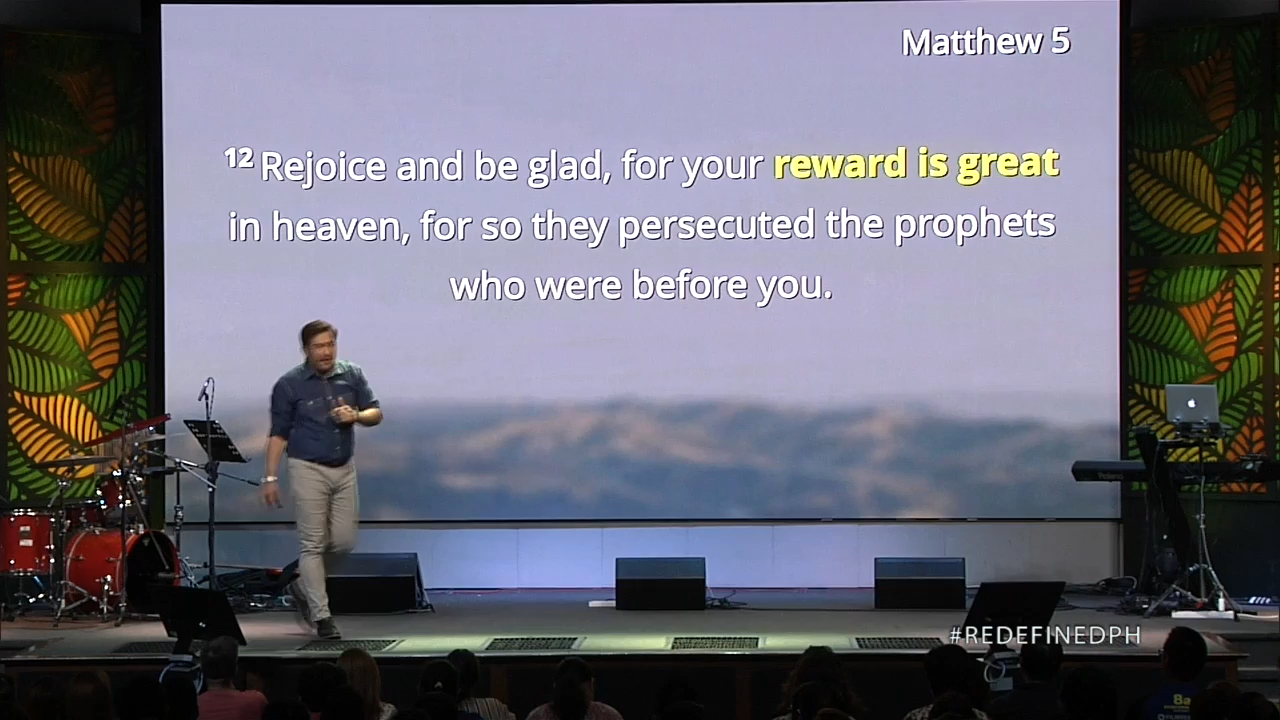 Matthew 5
12 Rejoice and be glad, for your reward is great
in heaven, for so they persecuted the prophets
who were before you.
#REDEFINEDPH